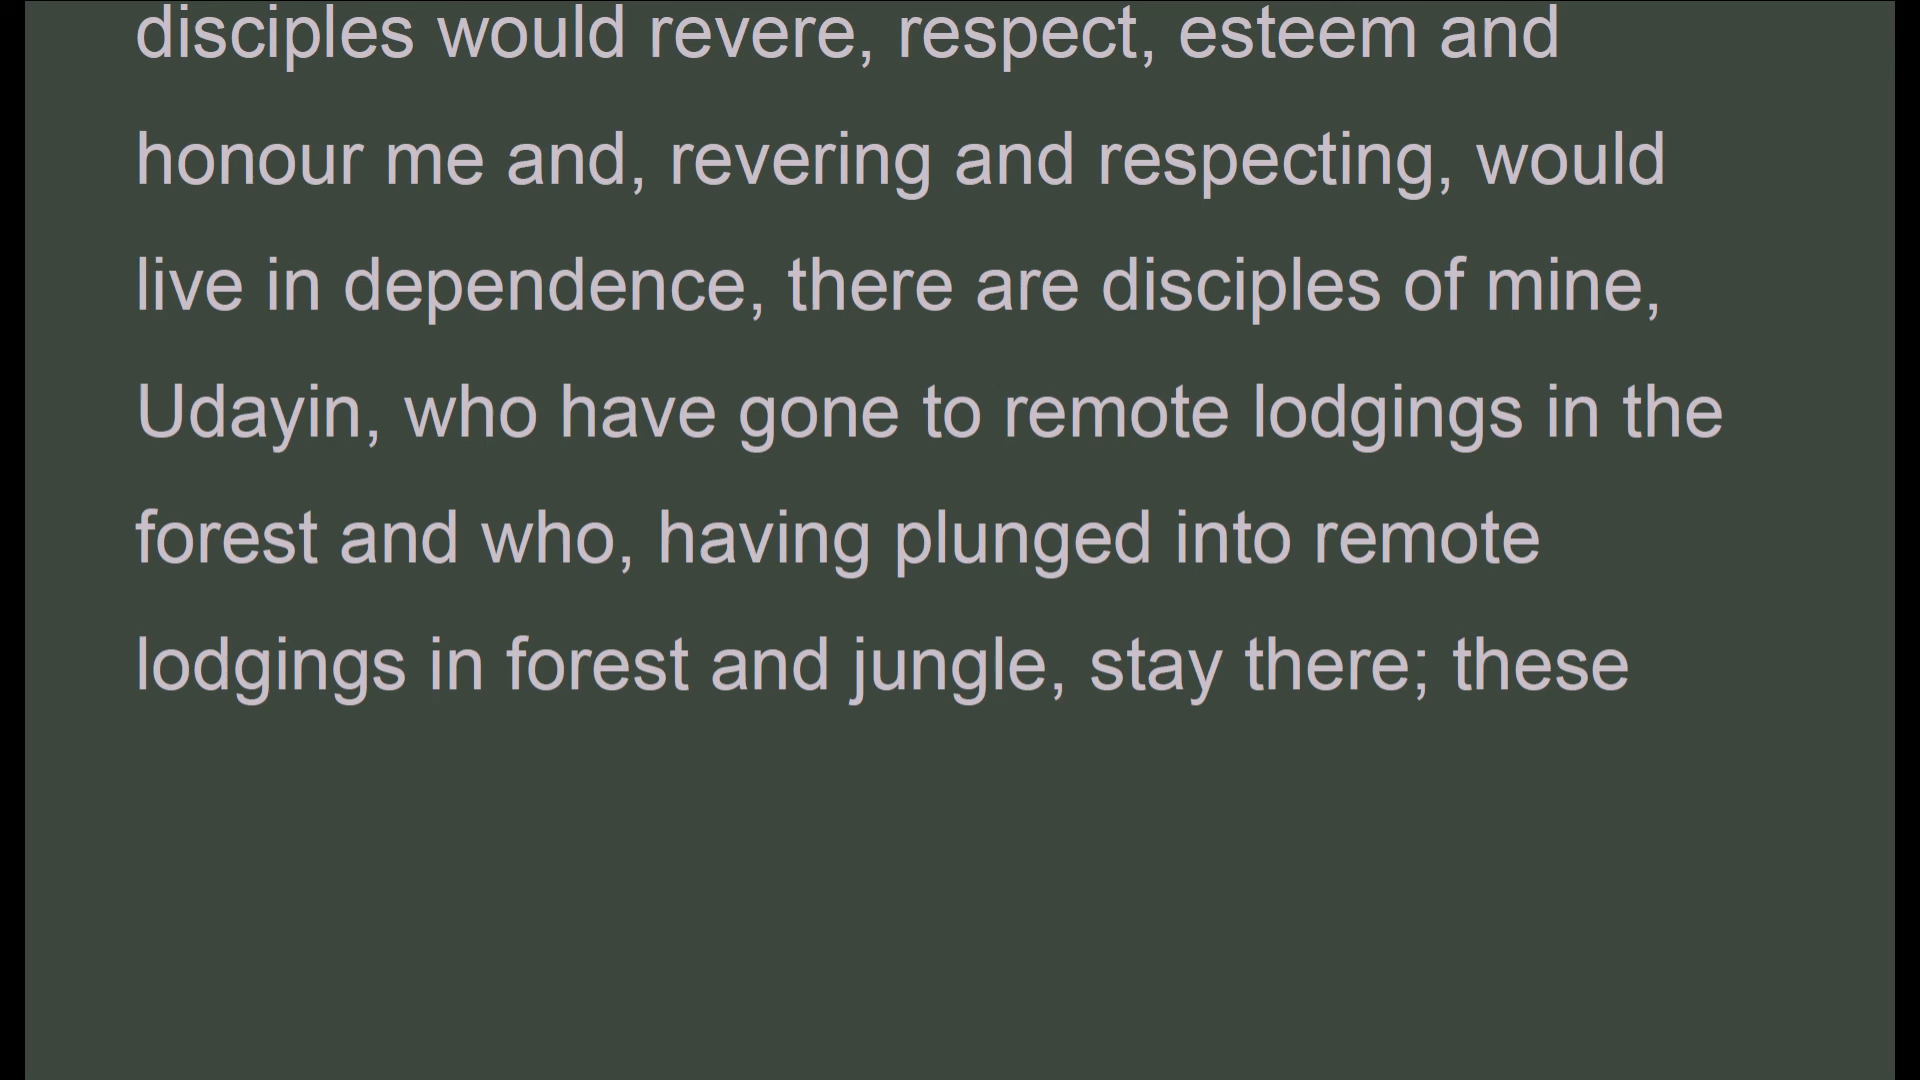 disciples would revere, respect, esteem and
honour me and, revering and respecting, would
live in dependence, there are disciples of mine,
Udayin, who have gone to remote lodgings in the
forest and who, having plunged into remote
lodgings in forest and jungle, stay there; these